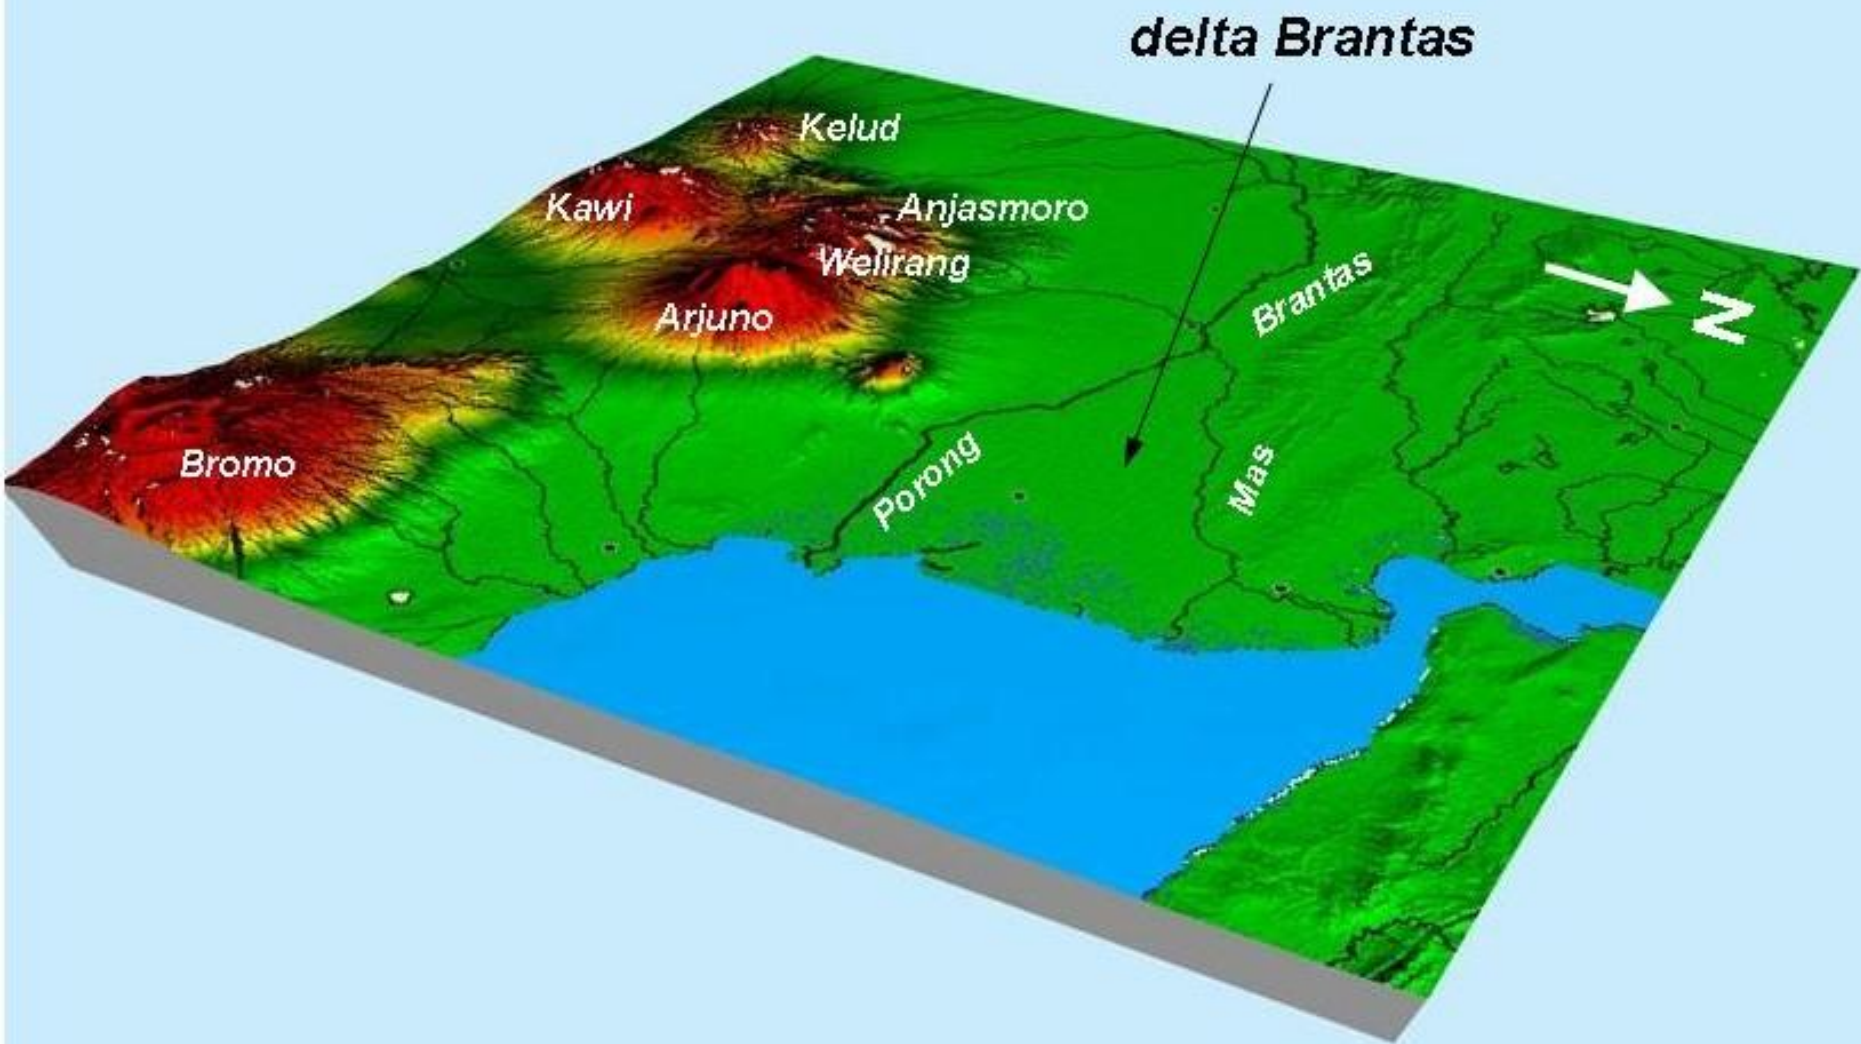 delta Brantas
Kelud
Kawi
Anjasmoro
Welirang
Arjuno
Brantas
N
Bromo
Porong
Mas